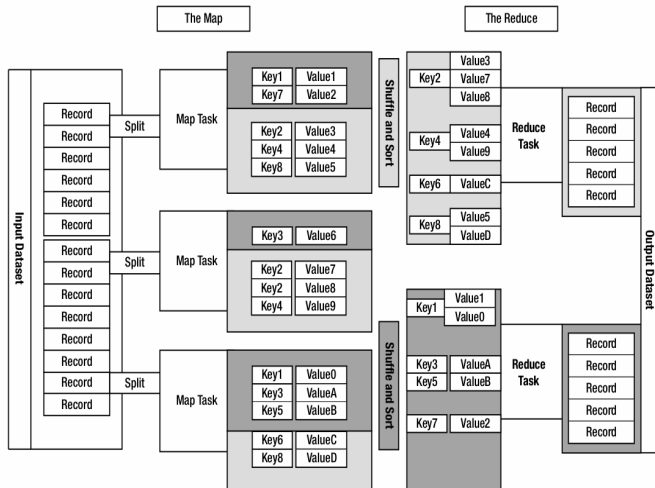 The Map
The Reduce
Input Dataset
Record
Record
Record
Record
Record
Record
Record
Record
Record
Record
Record
Record
Record
Record
Split
Split
Split
Map Task
Key1 Value1
Key7 Value2
Key2 Value3
Key4 Value4
Key8 Value5
Map Task
Key3 Value6
Key2 Value7
Key2 Value8
Key4 Value9
Map Task
Key1 Value0
Key3 ValueA
Key5 ValueB
Key6 ValueC
Key8 ValueD
Shuffle and Sort
Shuffle and Sort
Key2
Value3
Value7
Value8
Key4
Value4
Value9
Key6 ValueC
Key8
Value5
ValueD
Reduce
Task
Record
Record
Record
Record
Record
Key1
Value1
Value0
Key3 ValueA
Key5 ValueB
Key7 Value2
Reduce
Task
Record
Record
Record
Record
Record
Output Dataset